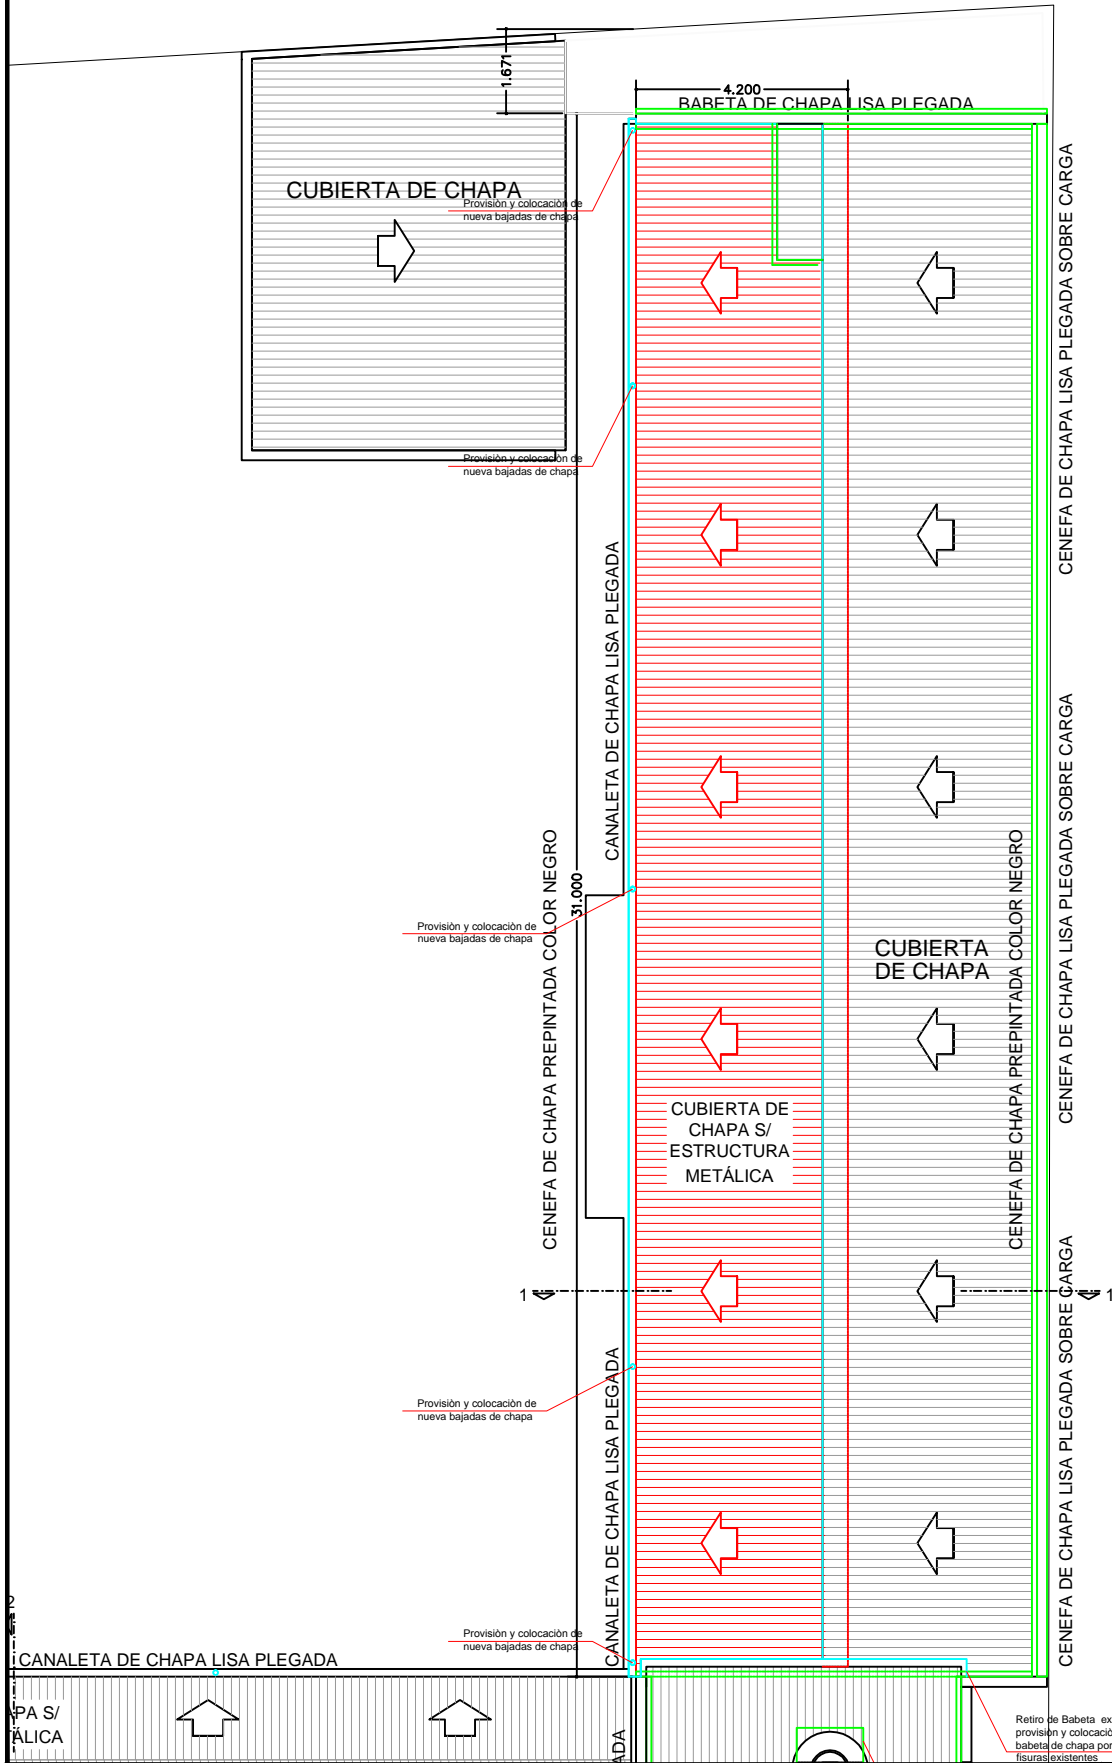 1.671
4.200
BABETA DE CHAPA LISA PLEGADA
CUBIERTA DE CHAPA
Provisiòn y colocaciòn de
nueva bajadas de chapa
CENEFA DE CHAPA LISA PLEGADA SOBRE CARGA
Provisiòn y colocaciòn de
nueva bajadas de chapa
CANALETA DE CHAPA LISA PLEGADA
CENEFA DE CHAPA LISA PLEGADA SOBRE CARGA
CENEFA DE CHAPA PREPINTADA COLOR NEGRO
31.000
CENEFA DE CHAPA PREPINTADA COLOR NEGRO
Provisiòn y colocaciòn de
nueva bajadas de chapa
CUBIERTA
DE CHAPA
CUBIERTA DE
CHAPA S/
ESTRUCTURA
METÁLICA
1
1
CENEFA DE CHAPA LISA PLEGADA SOBRE CARGA
Provisiòn y colocaciòn de
nueva bajadas de chapa
CANALETA DE CHAPA LISA PLEGADA
Provisiòn y colocaciòn de
nueva bajadas de chapa
CANALETA DE CHAPA LISA PLEGADA
APA S/
TÁLICA
ADA
Retiro de Babeta ex
provisiòn y colocaciò
babeta de chapa por
fisuras existentes